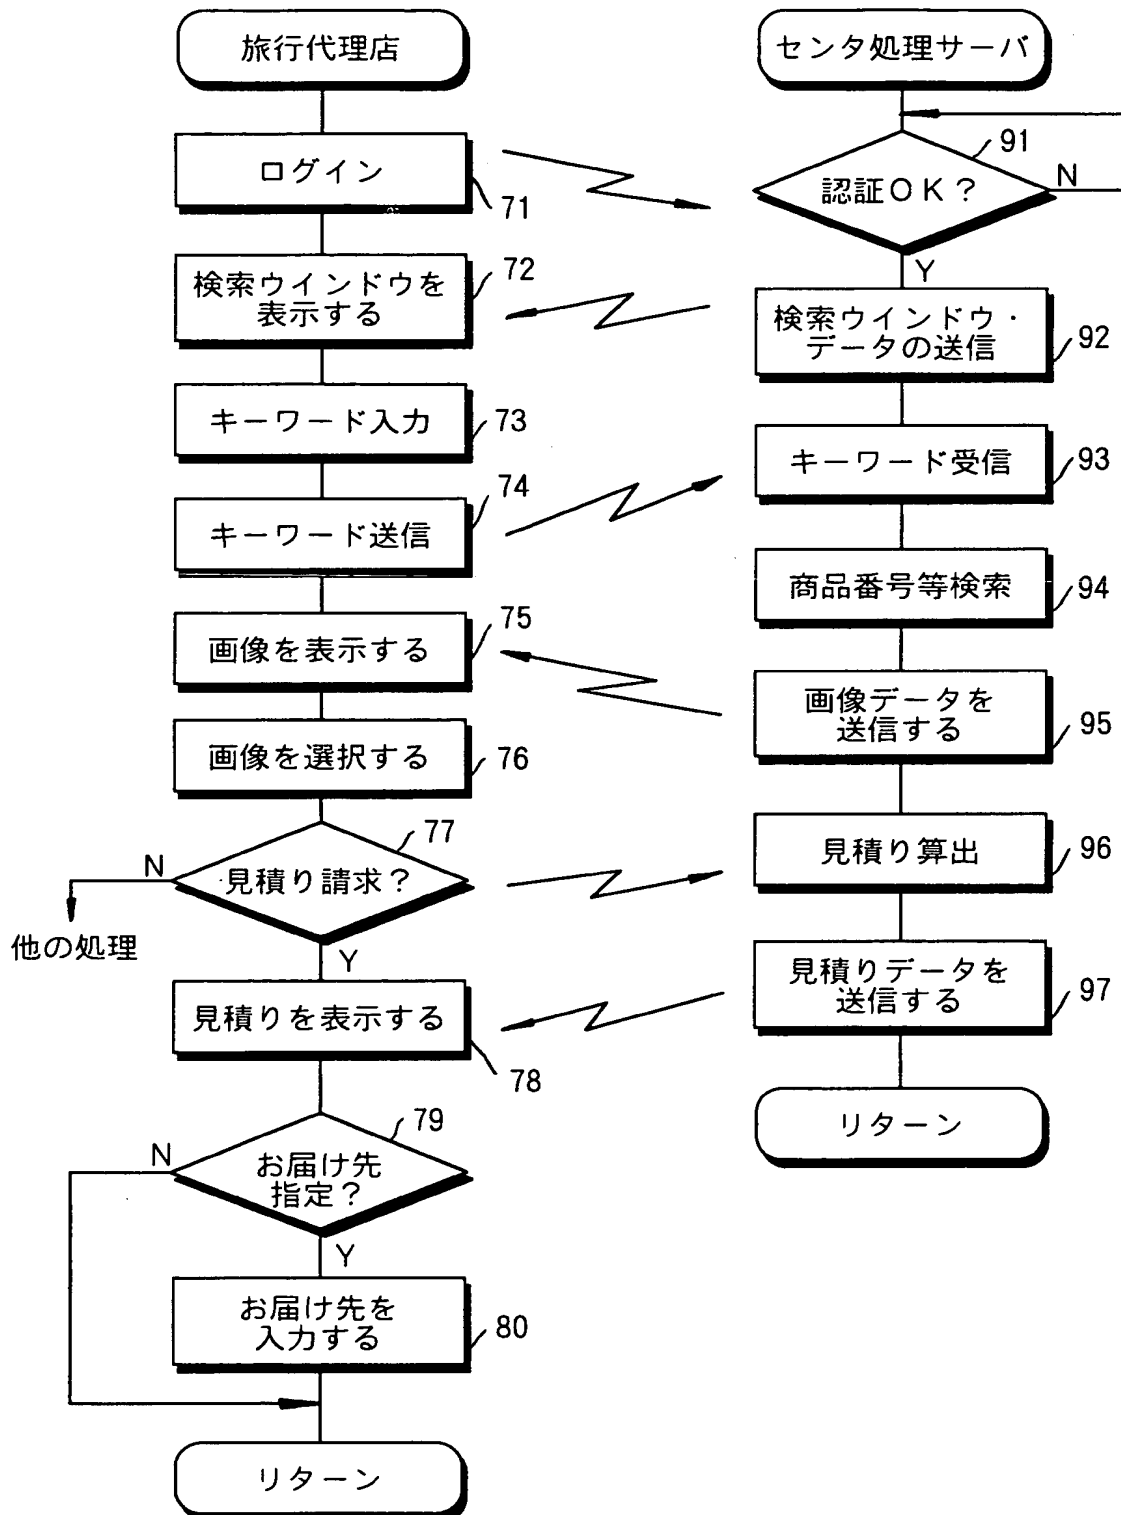 旅行代理店
ログイン
71
検索ウインドウを
表示する
72
キーワード入力
73
キーワード送信
74
画像を表示する
75
画像を選択する
76
見積り請求？
77
N
他の処理
Y
見積りを表示する
78
お届け先
指定？
79
N
Y
お届け先を
入力する
80
リターン
センタ処理サーバ
認証ＯＫ？
91
N
Y
検索ウインドウ・
データの送信
92
キーワード受信
93
商品番号等検索
94
画像データを
送信する
95
見積り算出
96
見積りデータを
送信する
97
リターン